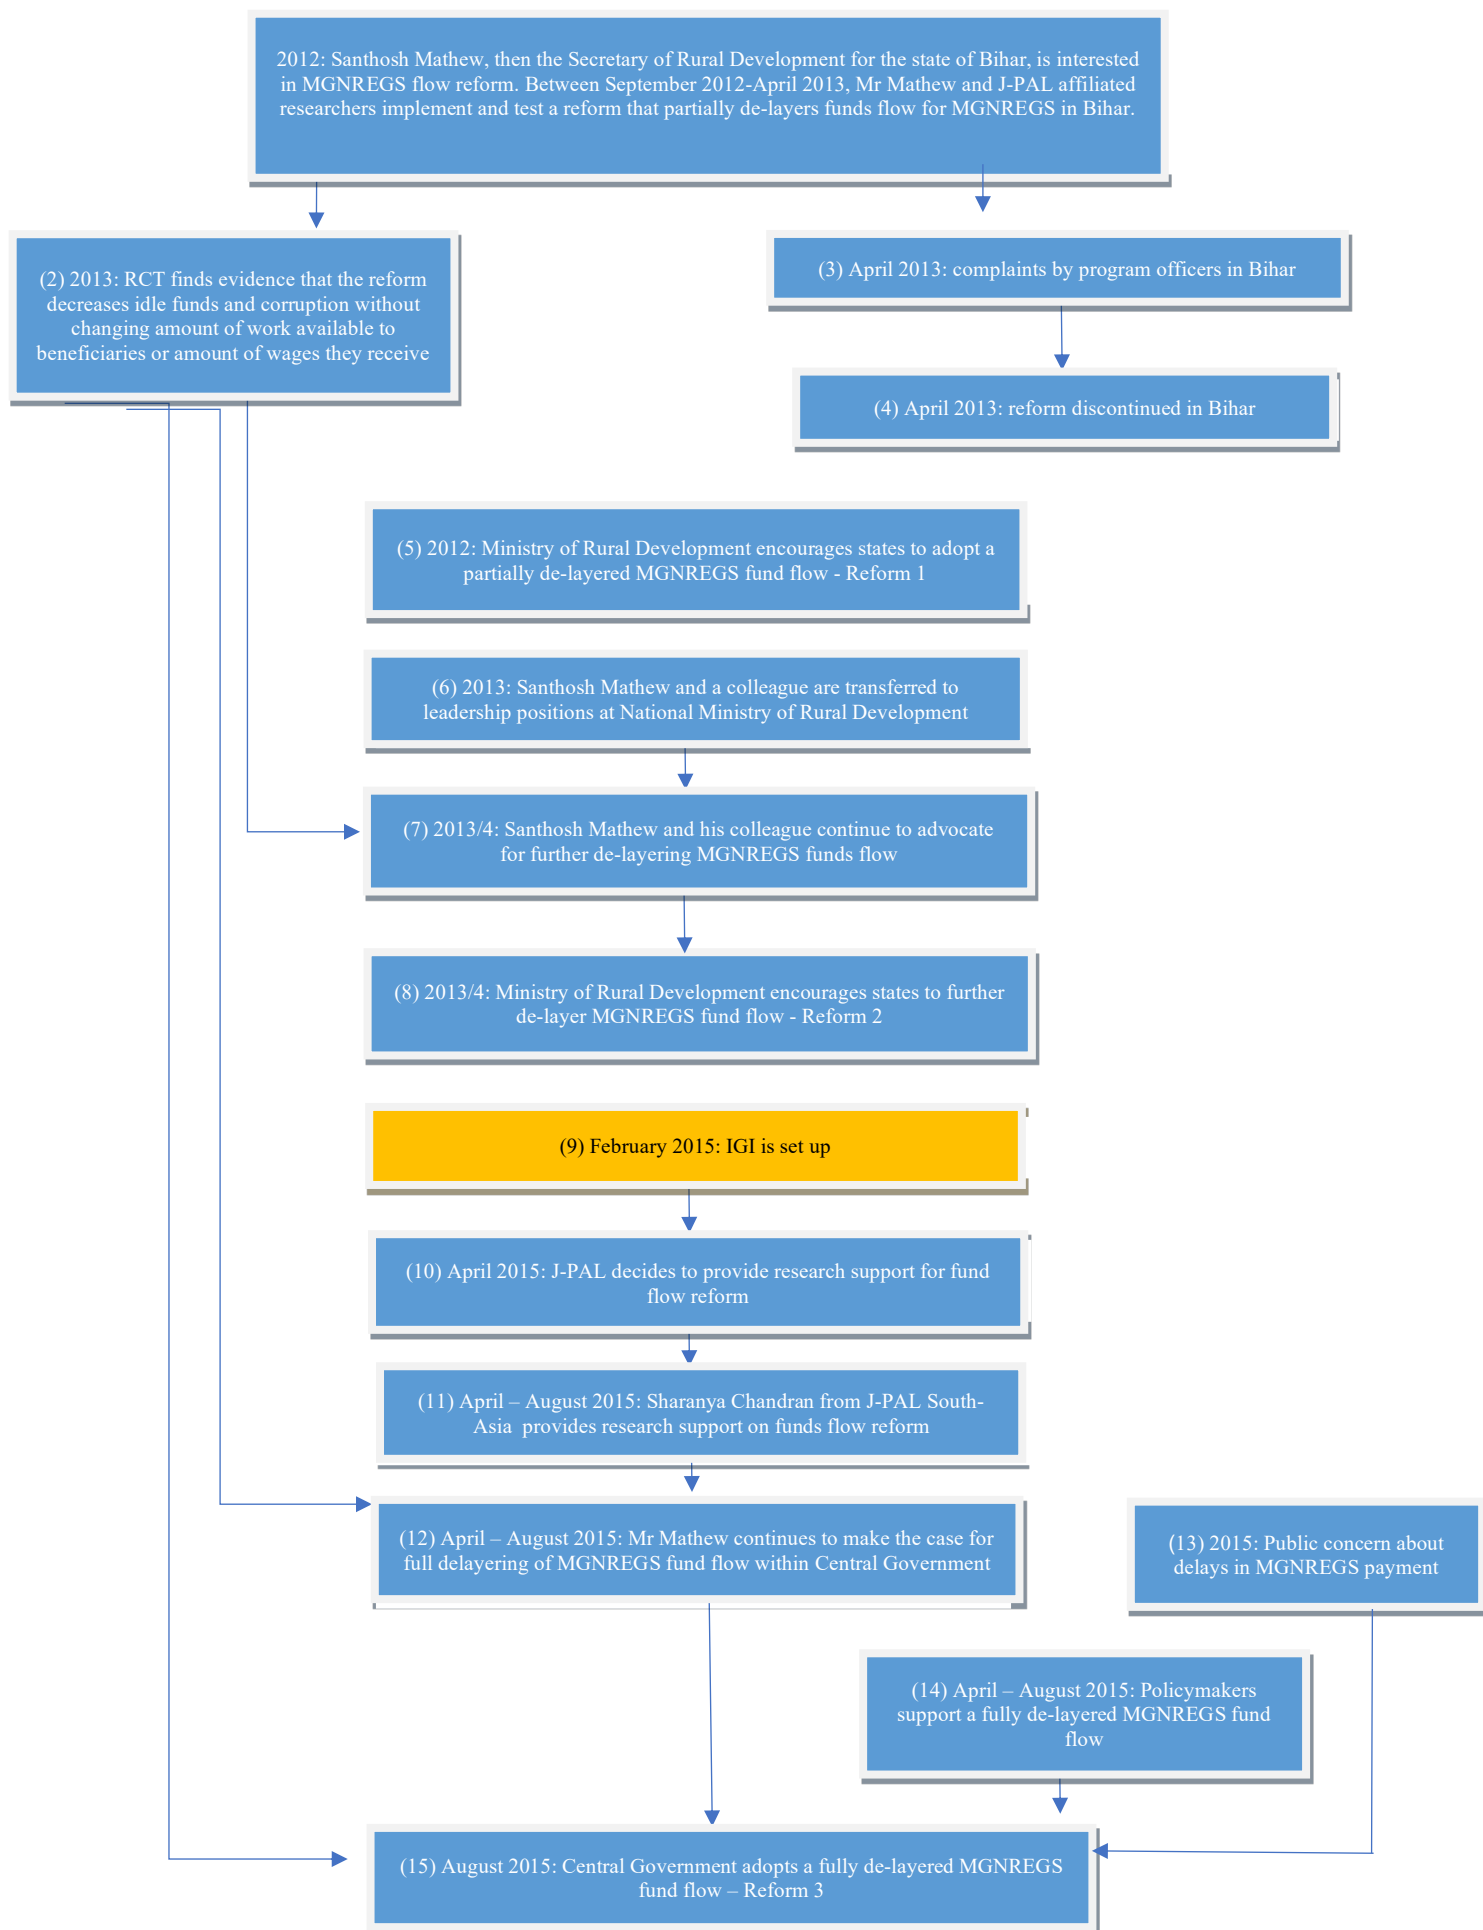 2012: Santhosh Mathew, then the Secretary of Rural Development for the state of Bihar, is interested
in MGNREGS flow reform. Between September 2012-April 2013, Mr Mathew and J-PAL affiliated
researchers implement and test a reform that partially de-layers funds flow for MGNREGS in Bihar.
(2) 2013: RCT finds evidence that the reform
decreases idle funds and corruption without
changing amount of work available to
beneficiaries or amount of wages they receive
(3) April 2013: complaints by program officers in Bihar
(4) April 2013: reform discontinued in Bihar
(5) 2012: Ministry of Rural Development encourages states to adopt a
partially de-layered MGNREGS fund flow - Reform 1
(6) 2013: Santhosh Mathew and a colleague are transferred to
leadership positions at National Ministry of Rural Development
(7) 2013/4: Santhosh Mathew and his colleague continue to advocate
for further de-layering MGNREGS funds flow
(8) 2013/4: Ministry of Rural Development encourages states to further
de-layer MGNREGS fund flow - Reform 2
(9) February 2015: IGI is set up
(10) April 2015: J-PAL decides to provide research support for fund
flow reform
(11) April – August 2015: Sharanya Chandran from J-PAL South-
Asia  provides research support on funds flow reform
(12) April – August 2015: Mr Mathew continues to make the case for
full delayering of MGNREGS fund flow within Central Government
(13) 2015: Public concern about
delays in MGNREGS payment
(14) April – August 2015: Policymakers
support a fully de-layered MGNREGS fund
flow
(15) August 2015: Central Government adopts a fully de-layered MGNREGS
fund flow – Reform 3